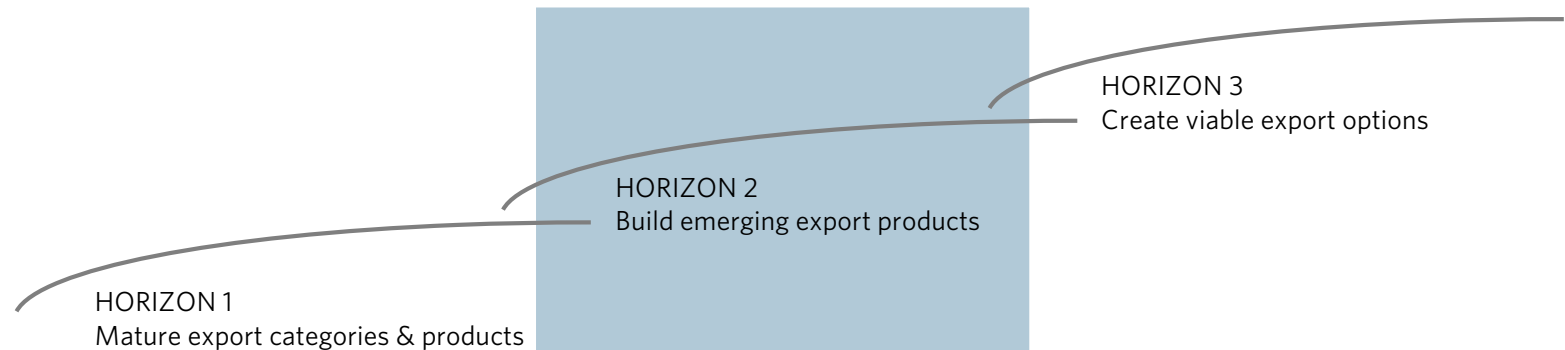 HORIZON 1
Mature export categories & products
HORIZON 2
Build emerging export products
HORIZON 3
Create viable export options